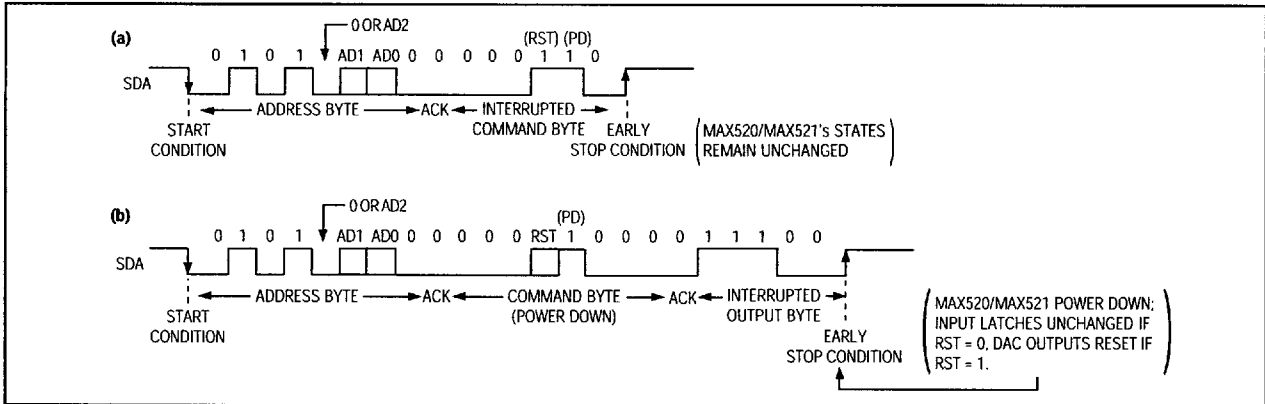 (a)
0 OR AD2
(RST) (PD)
0 1 0 1 AD1 AD0 0 0 0 0 0 1 1 0
SDA
ADDRESS BYTE ACK INTERRUPTED
COMMAND BYTE
START
CONDITION
EARLY
STOP CONDITION
(MAX520/MAX521's STATES
REMAIN UNCHANGED)
(b)
0 OR AD2
(PD)
0 1 0 1 AD1 AD0 0 0 0 0 0 RST 1 0 0 0 0 1 1 1 0 0
SDA
ADDRESS BYTE ACK COMMAND BYTE
(POWER DOWN)
ACK INTERRUPTED
OUTPUT BYTE
START
CONDITION
EARLY
STOP CONDITION
(MAX520/MAX521 POWER DOWN;
INPUT LATCHES UNCHANGED IF
RST = 0, DAC OUTPUTS RESET IF
RST = 1.)